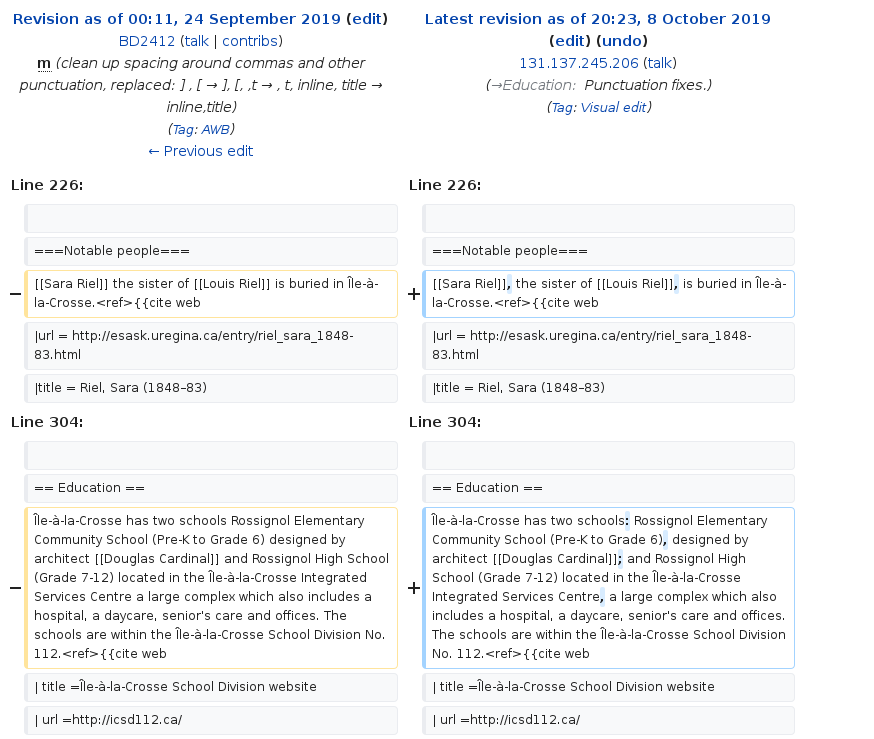 Revision as of 00:11, 24 September 2019 (edit)
BD2412 (talk | contribs)
m (clean up spacing around commas and other
punctuation, replaced: ] , [ → ], [, ,t → , t, inline, title →
inline,title)
(Tag: AWB)
← Previous edit
Latest revision as of 20:23, 8 October 2019
(edit) (undo)
131.137.245.206 (talk)
(→Education: Punctuation fixes.)
(Tag: Visual edit)
Line 226:
Line 226:
===Notable people===
===Notable people===
− [[Sara Riel]] the sister of [[Louis Riel]] is buried in Île-à-
la-Crosse.<ref>{{cite web
+ [[Sara Riel]], the sister of [[Louis Riel]], is buried in Île-à-
la-Crosse.<ref>{{cite web
|url = http://esask.uregina.ca/entry/riel_sara_1848-
83.html
|url = http://esask.uregina.ca/entry/riel_sara_1848-
83.html
|title = Riel, Sara (1848–83)
|title = Riel, Sara (1848–83)
Line 304:
Line 304:
== Education ==
== Education ==
− Île-à-la-Crosse has two schools Rossignol Elementary
Community School (Pre-K to Grade 6) designed by
architect [[Douglas Cardinal]] and Rossignol High School
(Grade 7-12) located in the Île-à-la-Crosse Integrated
Services Centre a large complex which also includes a
hospital, a daycare, senior's care and offices. The
schools are within the Île-à-la-Crosse School Division No.
112.<ref>{{cite web
+ Île-à-la-Crosse has two schools: Rossignol Elementary
Community School (Pre-K to Grade 6), designed by
architect [[Douglas Cardinal]]; and Rossignol High
School (Grade 7-12) located in the Île-à-la-Crosse
Integrated Services Centre, a large complex which also
includes a hospital, a daycare, senior's care and offices.
The schools are within the Île-à-la-Crosse School Division
No. 112.<ref>{{cite web
| title =Île-à-la-Crosse School Division website
| title =Île-à-la-Crosse School Division website
| url =http://icsd112.ca/
| url =http://icsd112.ca/